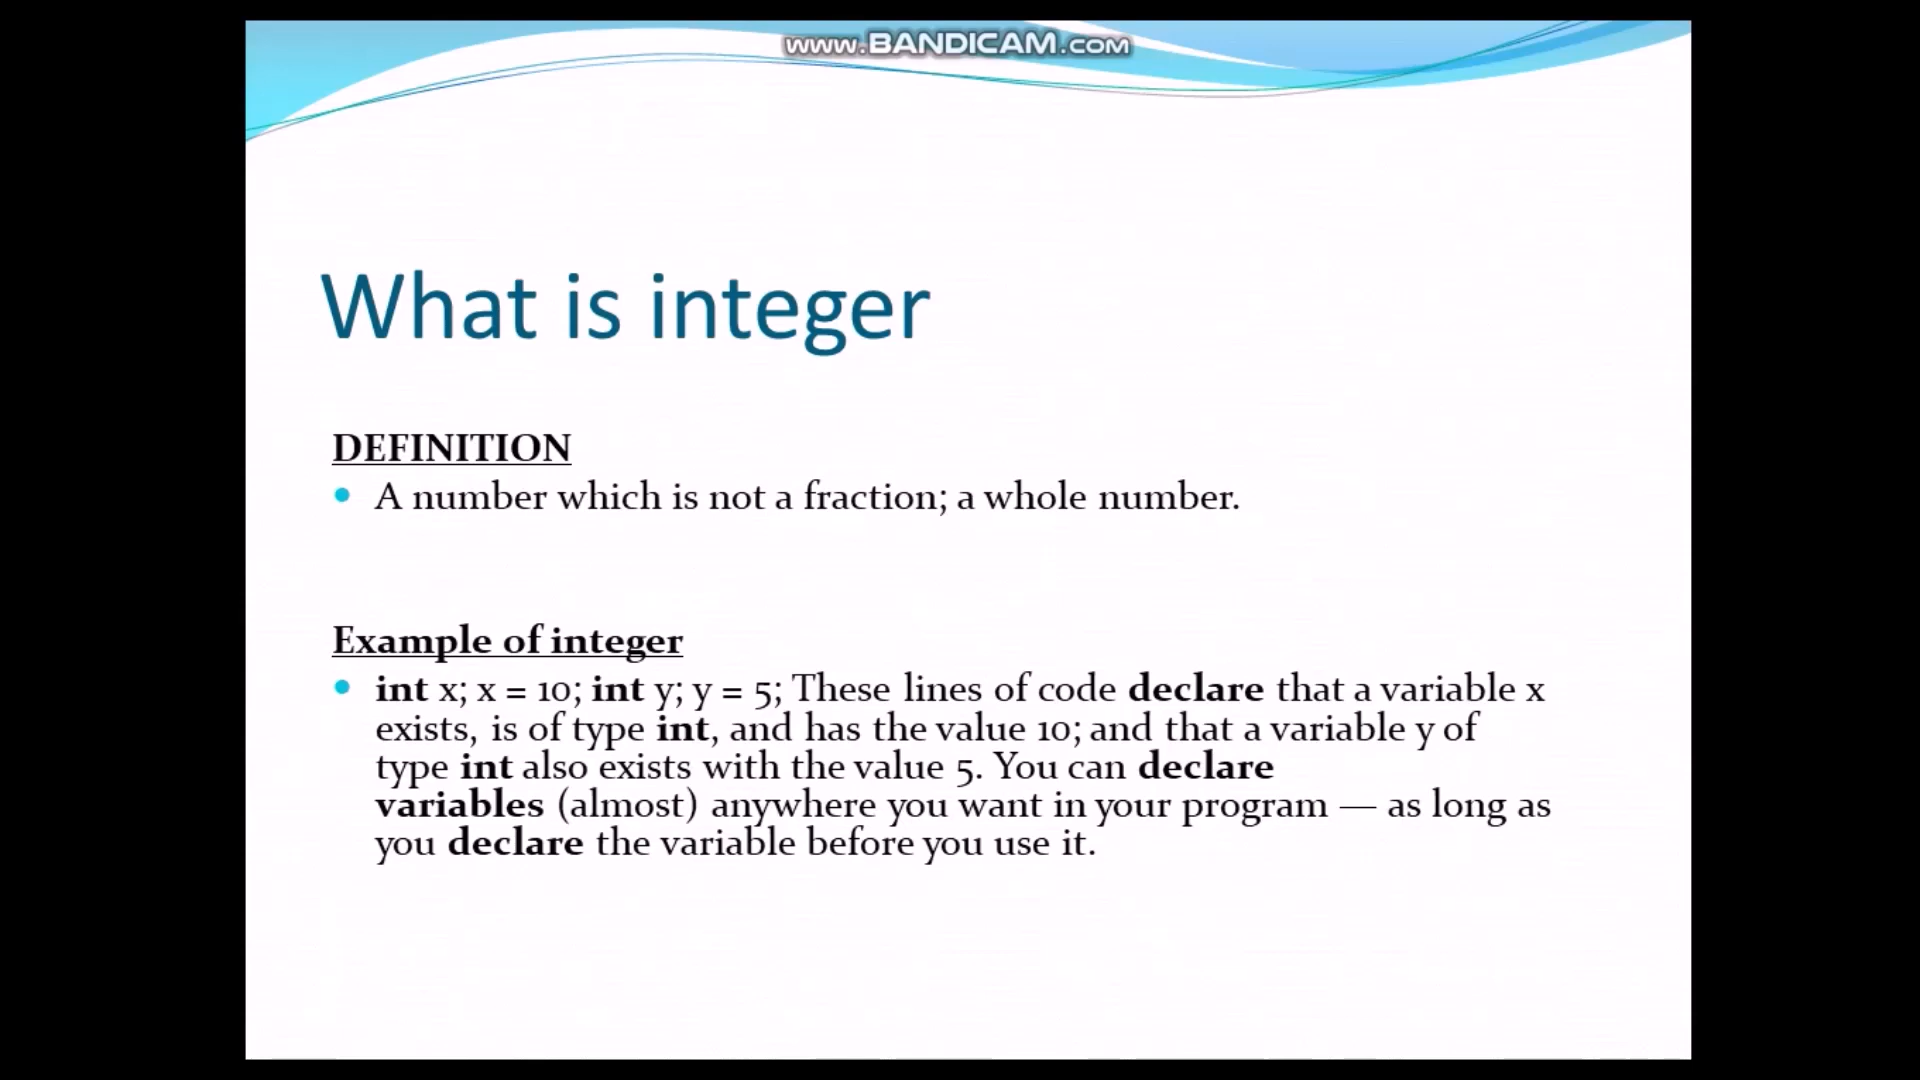 www.BANDICAM.com
What is integer
DEFINITION
• A number which is not a fraction; a whole number.
Example of integer
• int x; x = 10; int y; y = 5; These lines of code declare that a variable x
exists, is of type int, and has the value 10; and that a variable y of
type int also exists with the value 5. You can declare
variables (almost) anywhere you want in your program — as long as
you declare the variable before you use it.